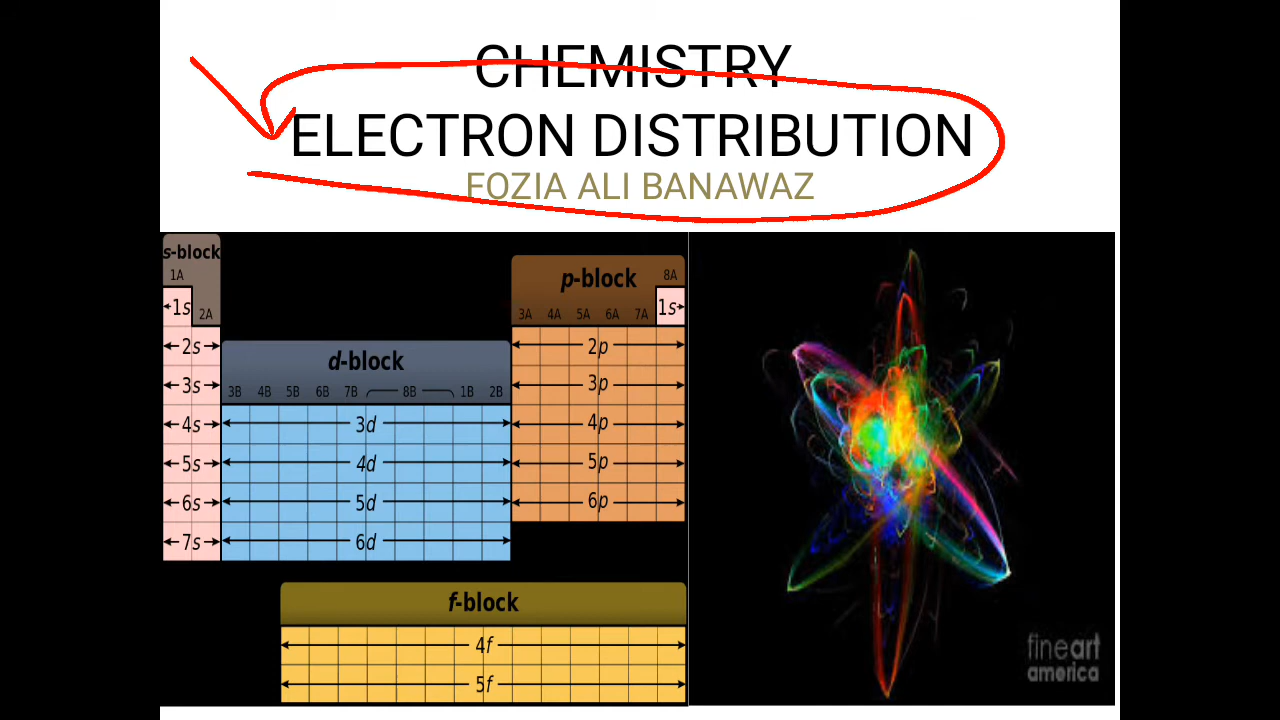 CHEMISTRY
ELECTRON DISTRIBUTION
FOZIA ALI BANAWAZ
s-block
1A
1s
2A
2s
3s
4s
5s
6s
7s
d-block
3B 4B 5B 6B 7B 8B 1B 2B
3d
4d
5d
6d
p-block
8A
3A 4A 5A 6A 7A
1s
2p
3p
4p
5p
6p
f-block
4f
5f
fineart
america